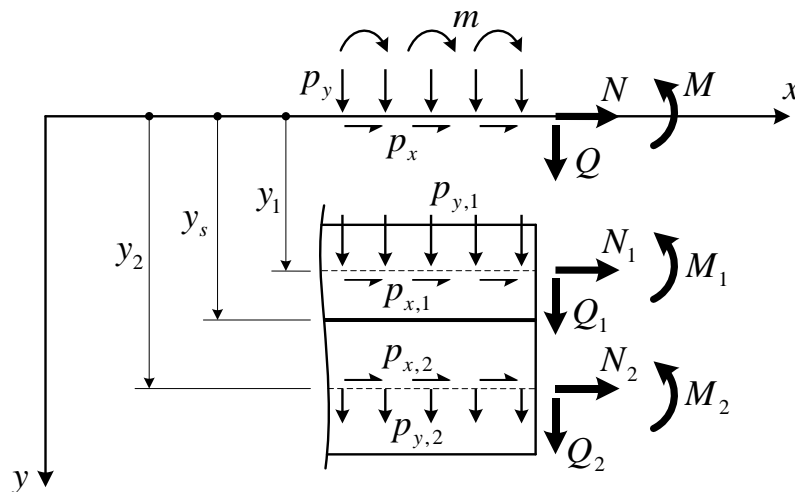 m
p_y
N
M
x
p_x
Q
p_{y,1}
y_1
y_s
N_1
M_1
y_2
p_{x,1}
Q_1
p_{x,2}
N_2
M_2
p_{y,2}
Q_2
y